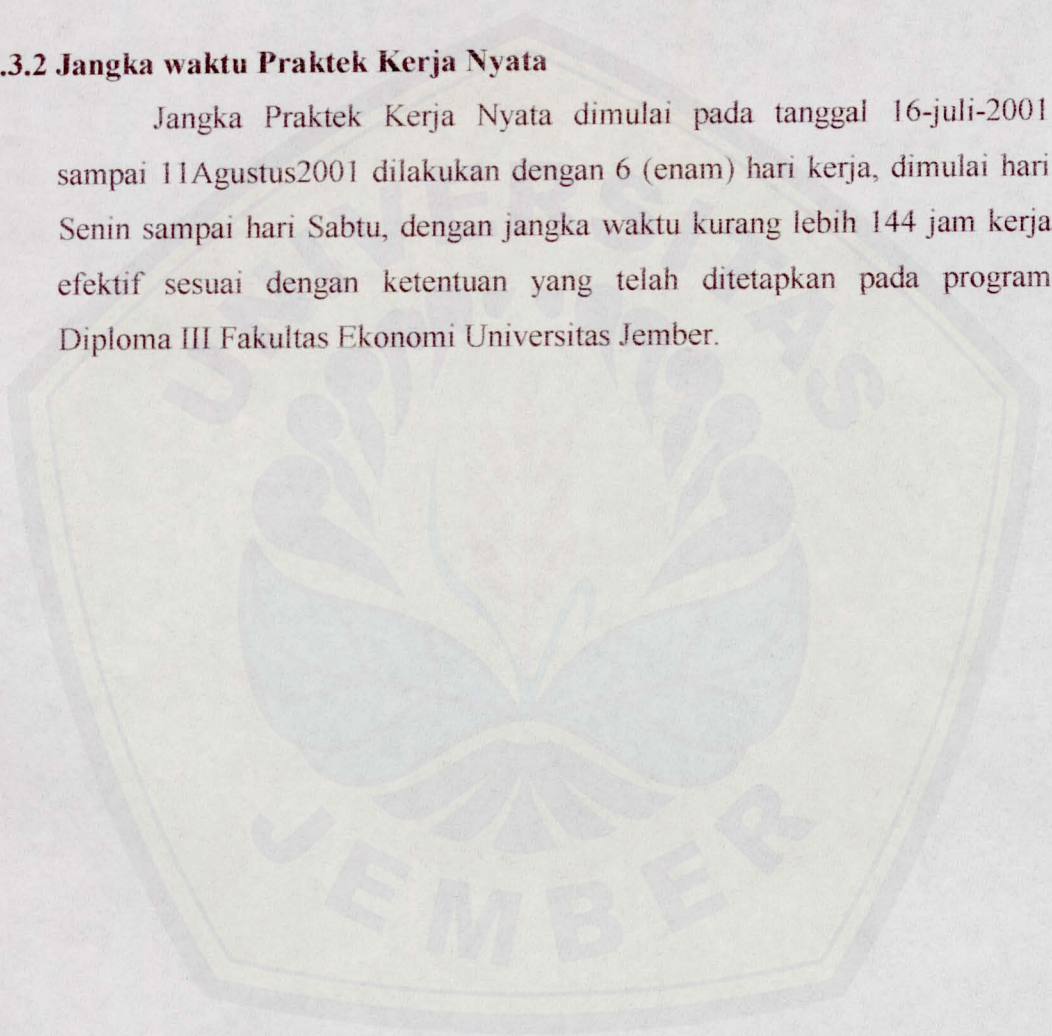 .3.2 Jangka waktu Praktek Kerja Nyata
Jangka Praktek Kerja Nyata dimulai pada tanggal 16-juli-2001
sampai 11Agustus2001 dilakukan dengan 6 (enam) hari kerja, dimulai hari
Senin sampai hari Sabtu, dengan jangka waktu kurang lebih 144 jam kerja
efektif sesuai dengan ketentuan yang telah ditetapkan pada program
Diploma III Fakultas Ekonomi Universitas Jember.
UNIVERSITAS
JEMBER